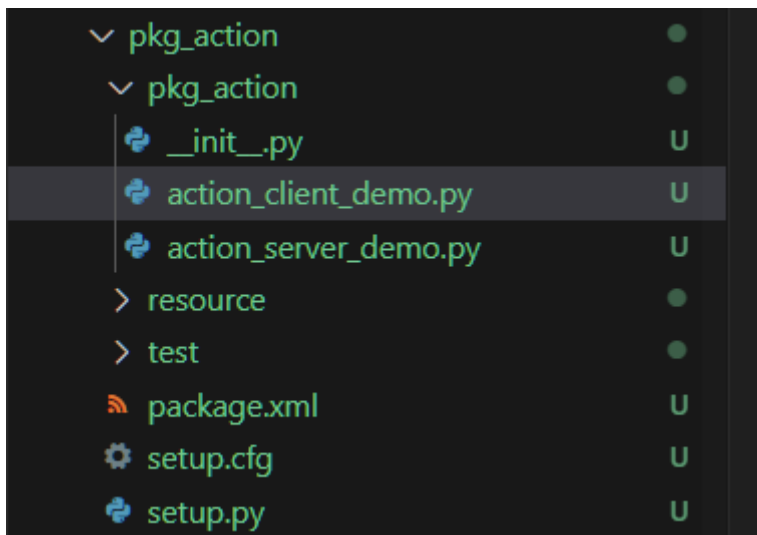 pkg_action
pkg_action
__init__.py U
action_client_demo.py U
action_server_demo.py U
resource
test
package.xml U
setup.cfg U
setup.py U